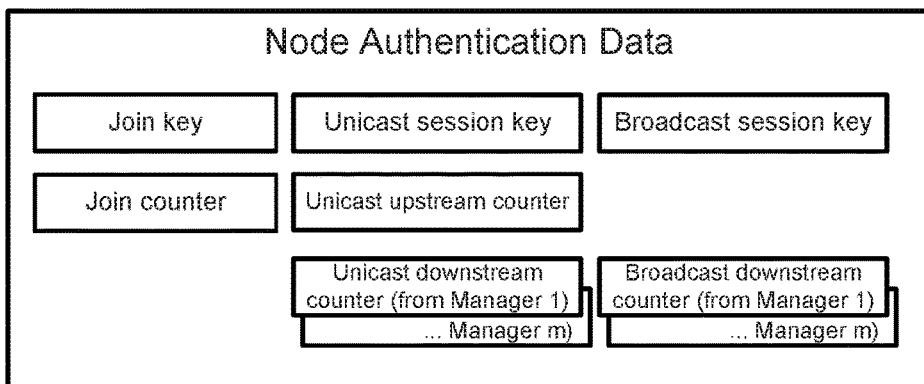 Node Authentication Data
Join key
Unicast session key
Broadcast session key
Join counter
Unicast upstream counter
Unicast downstream
counter (from Manager 1)
... Manager m)
Broadcast downstream
counter (from Manager 1)
... Manager m)